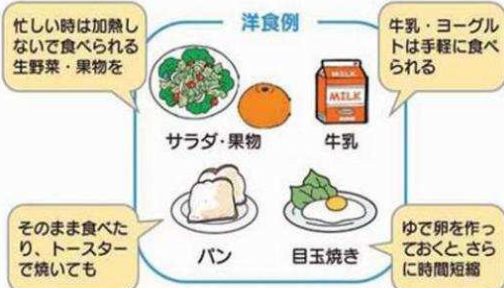 洋食例
忙しい時は加熱し
ないで食べられる
生野菜・果物を
牛乳・ヨーグル
トは手軽に食べ
られる
MILK
MILK
サラダ・果物
牛乳
そのまま食べた
り、トースター
で焼いても
パン
目玉焼き
ゆで卵を作っ
ておくと、さら
に時間短縮